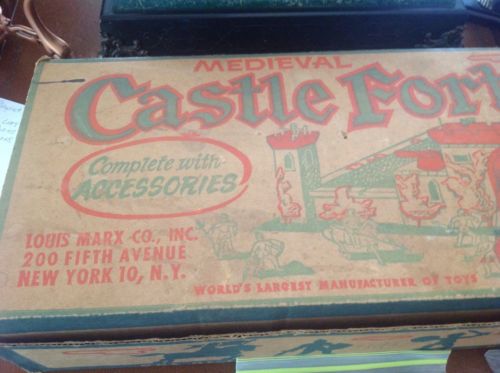 MEDIEVAL
Castle Fort
Complete with
ACCESSORIES
LOUIS MARX CO., INC.
200 FIFTH AVENUE
NEW YORK 10, N.Y.
WORLD'S LARGEST MANUFACTURER OF TOYS